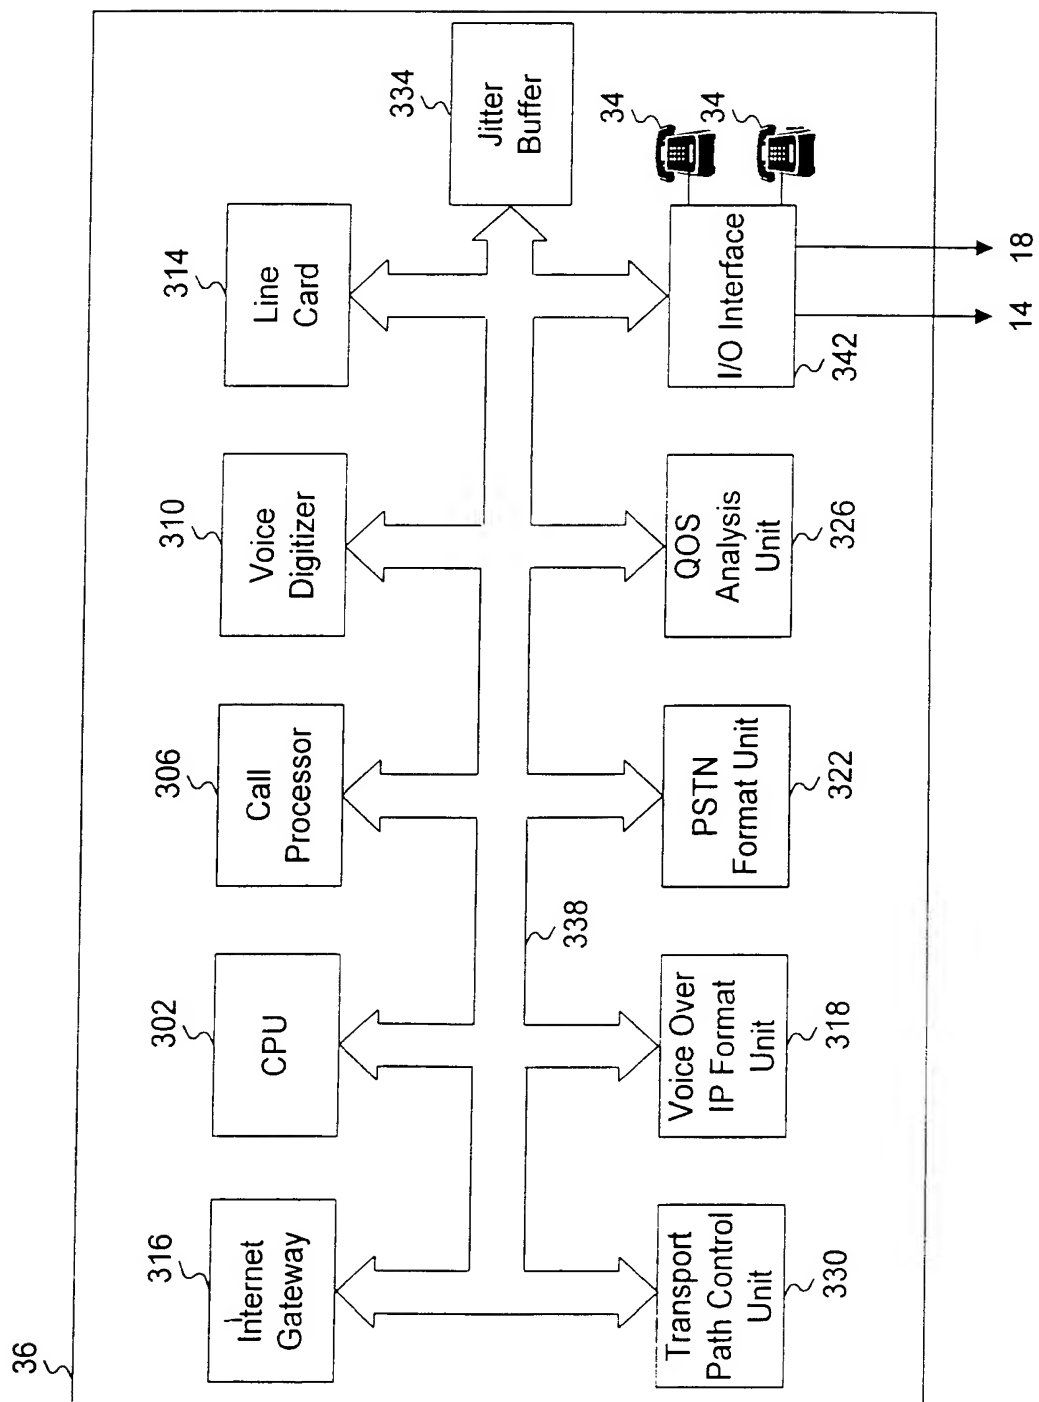 36
316
Internet
Gateway
302
CPU
306
Call
Processor
310
Voice
Digitizer
314
Line
Card
334
Jitter
Buffer
338
Transport
Path Control
Unit
330
Voice Over
IP Format
Unit
318
PSTN
Format Unit
322
QOS
Analysis
Unit
326
I/O Interface
342
34
34
14
18